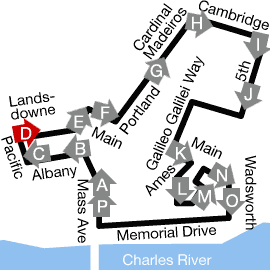 Cambridge
Cardinal
Medeiros
H
I
5th
J
G
Galileo Galilei Way
Portland
Lands-
downe
F
E
Main
D
Pacific
C
B
Albany
K
Main
Ames
N
L
M
O
Wadsworth
A
P
Mass Ave
Memorial Drive
Charles River